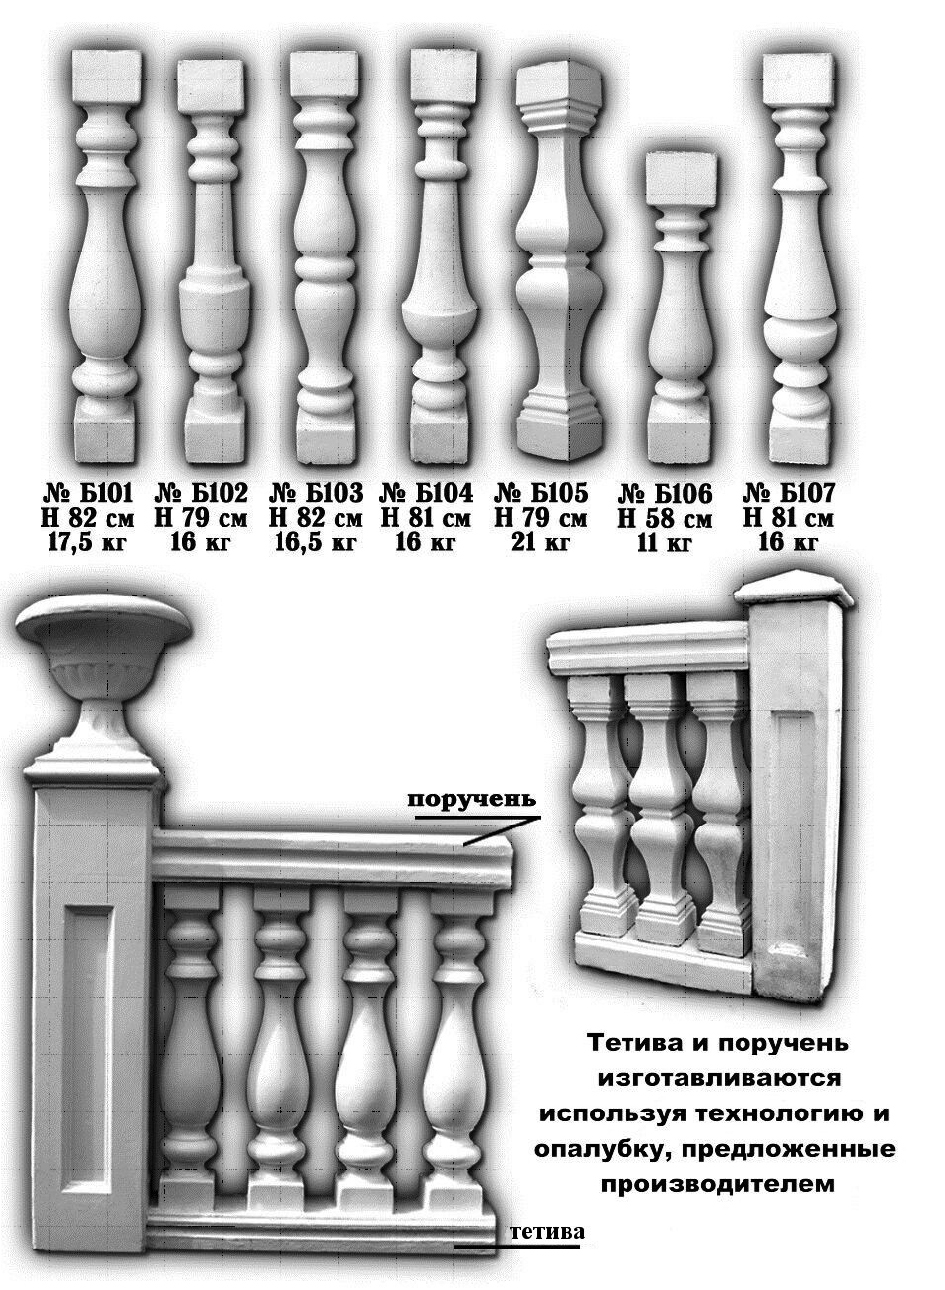 № Б101
Н 82 см
17,5 кг
№ Б102
Н 79 см
16 кг
№ Б103
Н 82 см
16,5 кг
№ Б104
Н 81 см
16 кг
№ Б105
Н 79 см
21 кг
№ Б106
Н 58 см
11 кг
№ Б107
Н 81 см
16 кг
поручень
Тетива и поручень
изготавливаются
используя технологию и
опалубку, предложенные
производителем
тетива